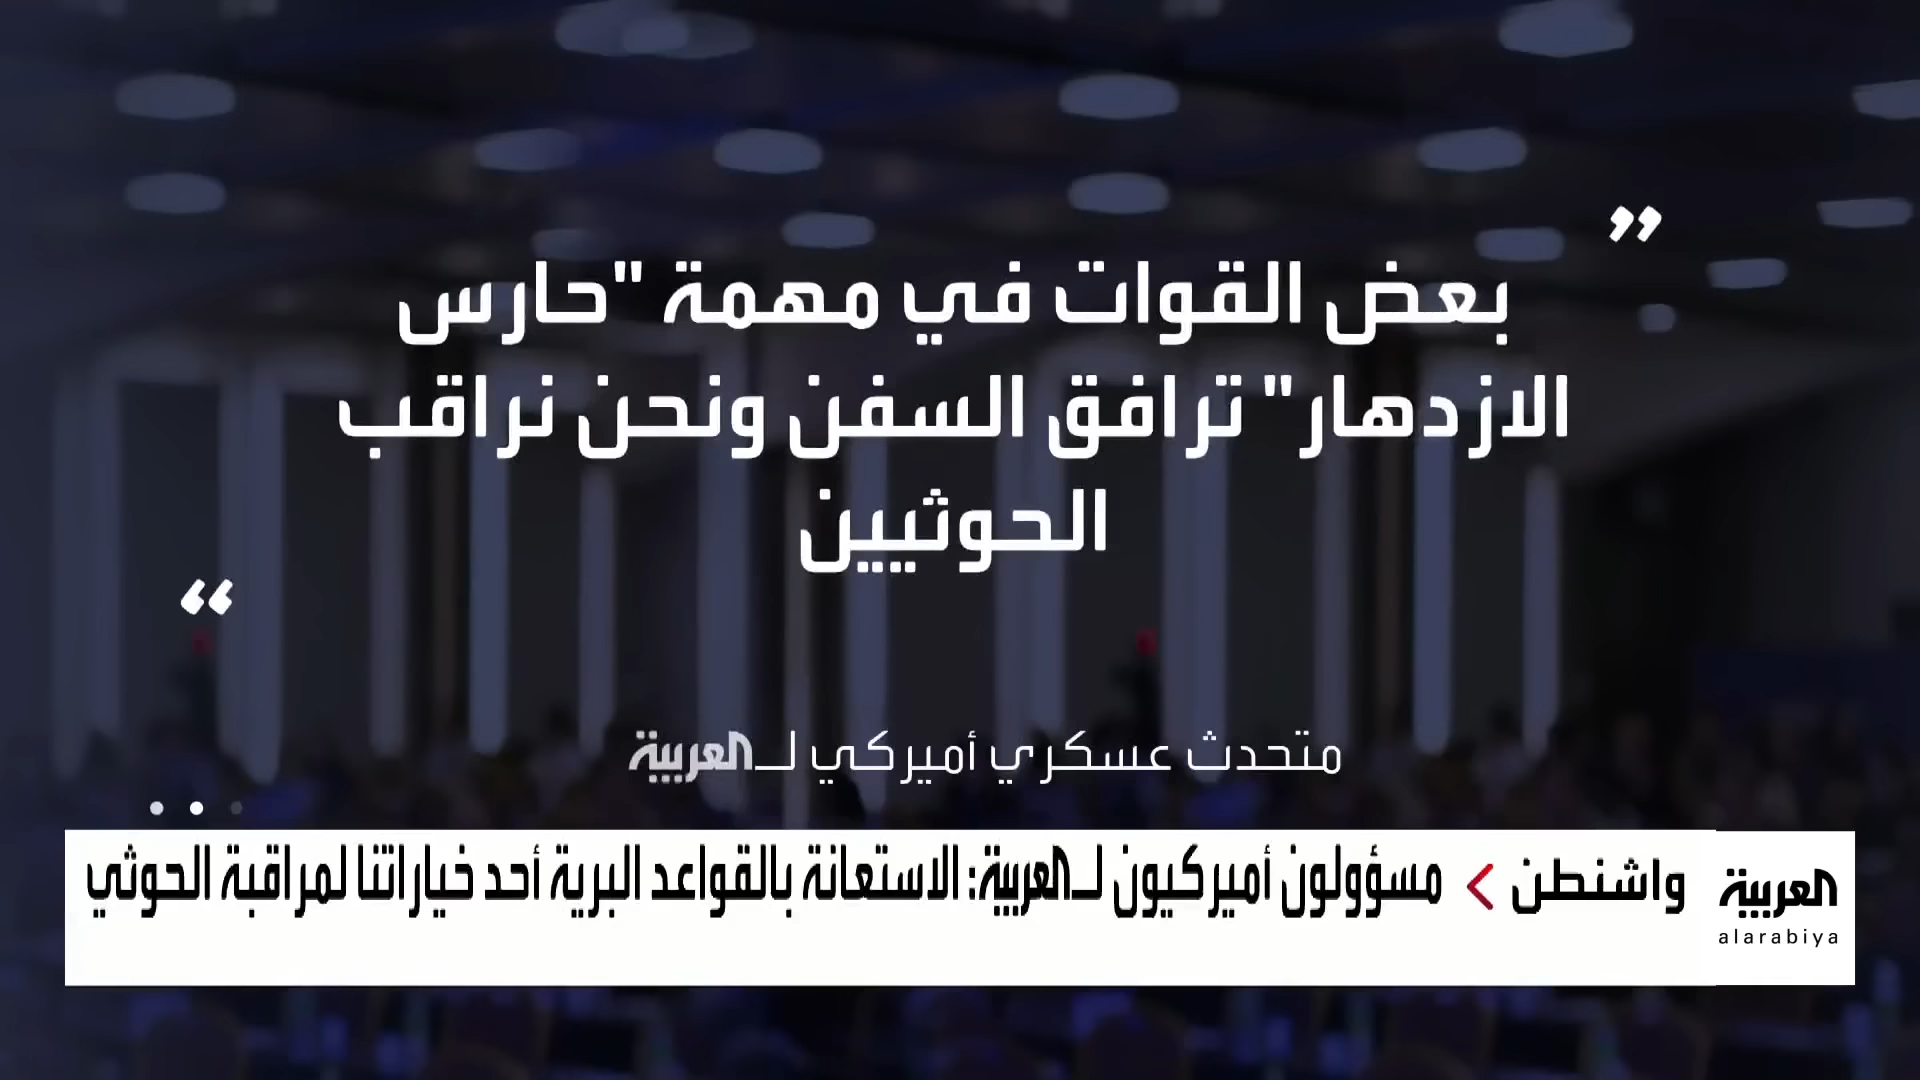 ”
بعض القوات في مهمة "حارس
الازدهار" ترافق السفن ونحن نراقب
الحوثيين
“
متحدث عسكري أميركي لـ العربية
العربية
alarabiya
واشنطن > مسؤولون أميركيون لـ العربية: الاستعانة بالقواعد البرية أحد خياراتنا لمراقبة الحوثي